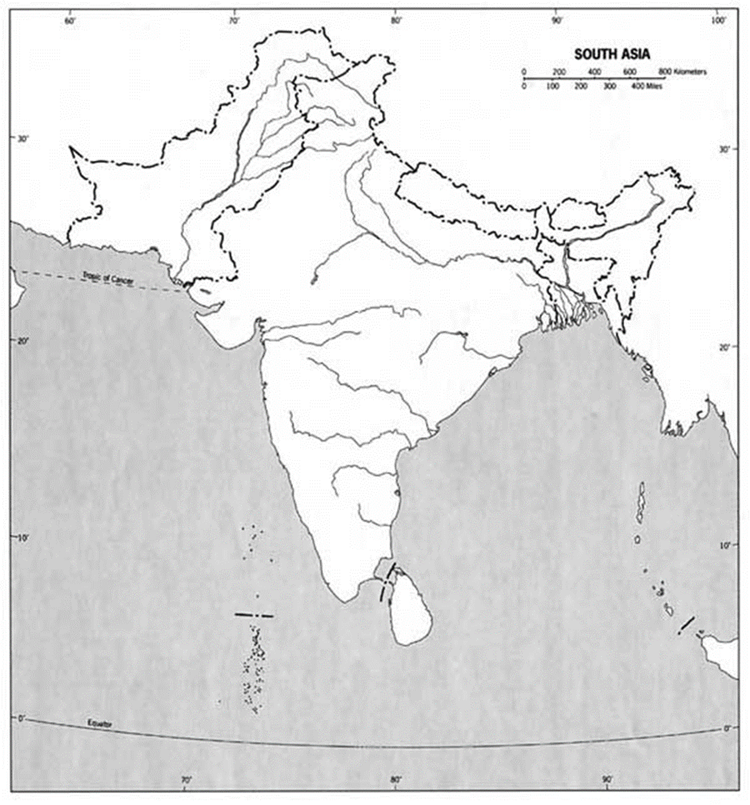 60° 70° 80° 90° 100°
SOUTH ASIA
0 200 400 600 800 Kilometers
0 100 200 300 400 Miles
30° 30°
Tropic of Cancer
20° 20°
10° 10°
0° Equator 0°
70° 80° 90°